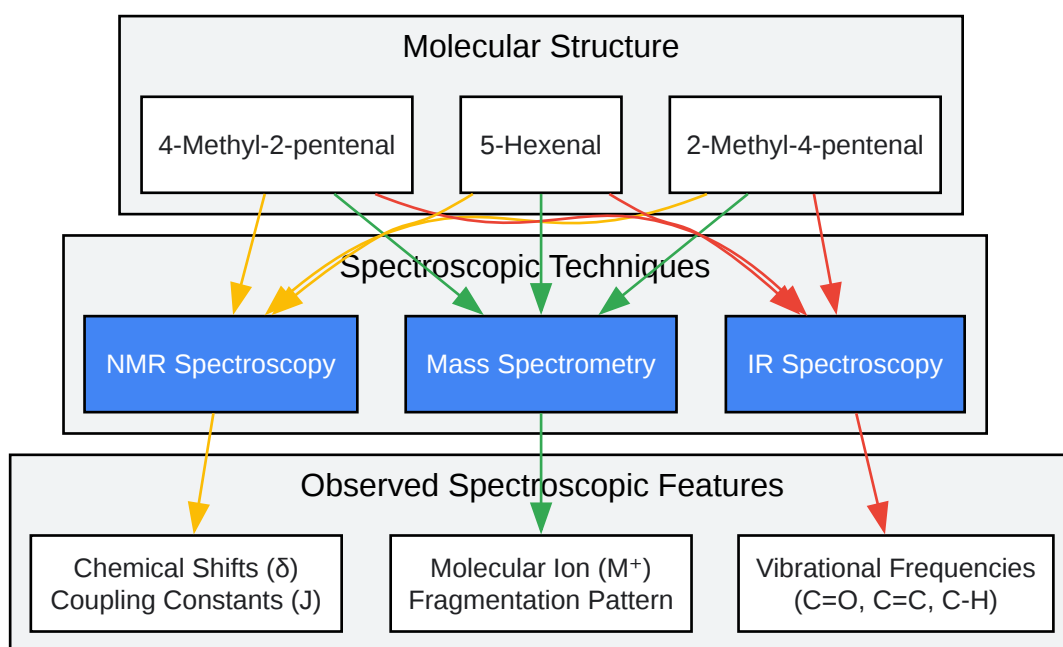 Molecular Structure
4-Methyl-2-pentenal
5-Hexenal
2-Methyl-4-pentenal
Spectroscopic Techniques
NMR Spectroscopy
Mass Spectrometry
IR Spectroscopy
Observed Spectroscopic Features
Chemical Shifts (δ)
Coupling Constants (J)
Molecular Ion (M⁺)
Fragmentation Pattern
Vibrational Frequencies
(C=O, C=C, C-H)